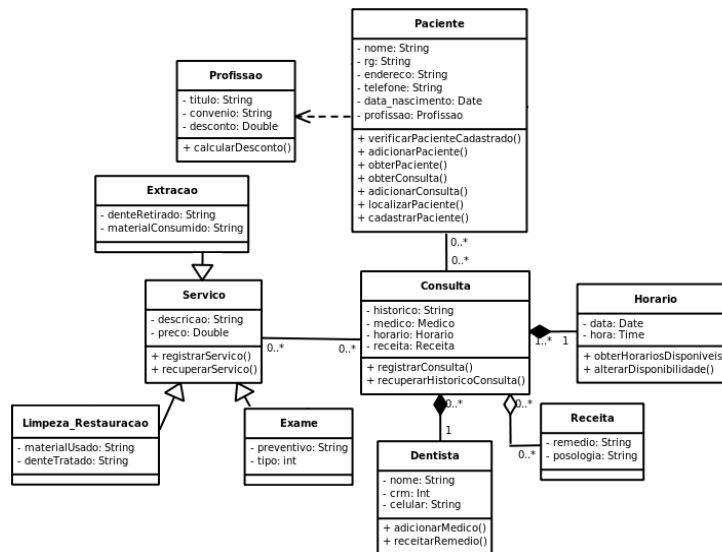 Paciente
- nome: String
- rg: String
- endereco: String
- telefone: String
- data_nascimento: Date
- profissao: Profissao
+ verificarPacienteCadastrado()
+ adicionarPaciente()
+ obterPaciente()
+ obterConsulta()
+ adicionarConsulta()
+ localizarPaciente()
+ cadastrarPaciente()
Profissao
- titulo: String
- convenio: String
- desconto: Double
+ calcularDesconto()
Extracao
- denteRetirado: String
- materialConsumido: String
0..*
0..*
Servico
- descricao: String
- preco: Double
+ registrarServico()
+ recuperarServico()
0..*
0..*
Consulta
- historico: String
- medico: Medico
- horario: Horario
- receita: Receita
+ registrarConsulta()
+ recuperarHistoricoConsulta()
1..*
1
Horario
- data: Date
- hora: Time
+ obterHorariosDisponiveis
+ alterarDisponibilidade()
Limpeza_Restauracao
- materialUsado: String
- denteTratado: String
Exame
- preventivo: String
- tipo: int
0..*
1
0..*
0..*
Receita
- remedio: String
- posologia: String
Dentista
- nome: String
- crm: Int
- celular: String
+ adicionarMedico()
+ receitarRemedio()